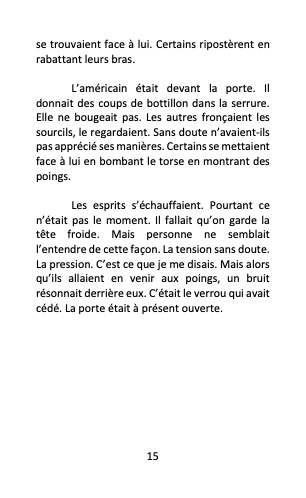 se trouvaient face à lui. Certains ripostèrent en
rabattant leurs bras.
L’américain était devant la porte. Il
donnait des coups de bottillon dans la serrure.
Elle ne bougeait pas. Les autres fronçaient les
sourcils, le regardaient. Sans doute n’avaient-ils
pas apprécié ses manières. Certains se mettaient
face à lui en bombant le torse en montrant des
poings.
Les esprits s’échauffaient. Pourtant ce
n’était pas le moment. Il fallait qu’on garde la
tête froide. Mais personne ne semblait
l’entendre de cette façon. La tension sans doute.
La pression. C’est ce que je me disais. Mais alors
qu’ils allaient en venir aux poings, un bruit
résonnait derrière eux. C’était le verrou qui avait
cédé. La porte était à présent ouverte.
15